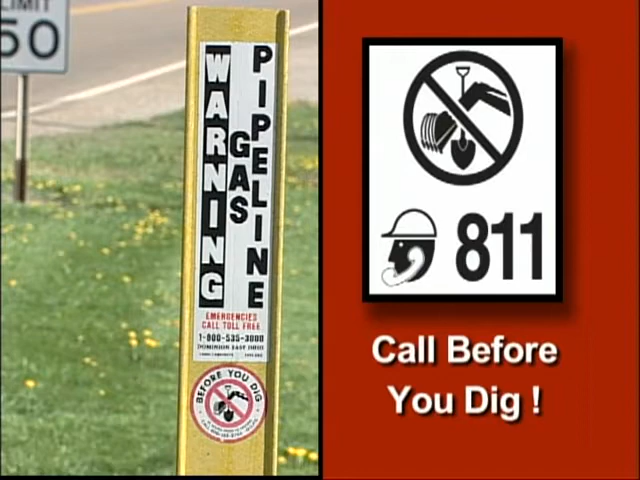 LIMIT
50
WARNING
GAS
PIPELINE
EMERGENCIES
CALL TOLL FREE
1-800-535-3000
BEFORE YOU DIG
811
Call Before
You Dig !